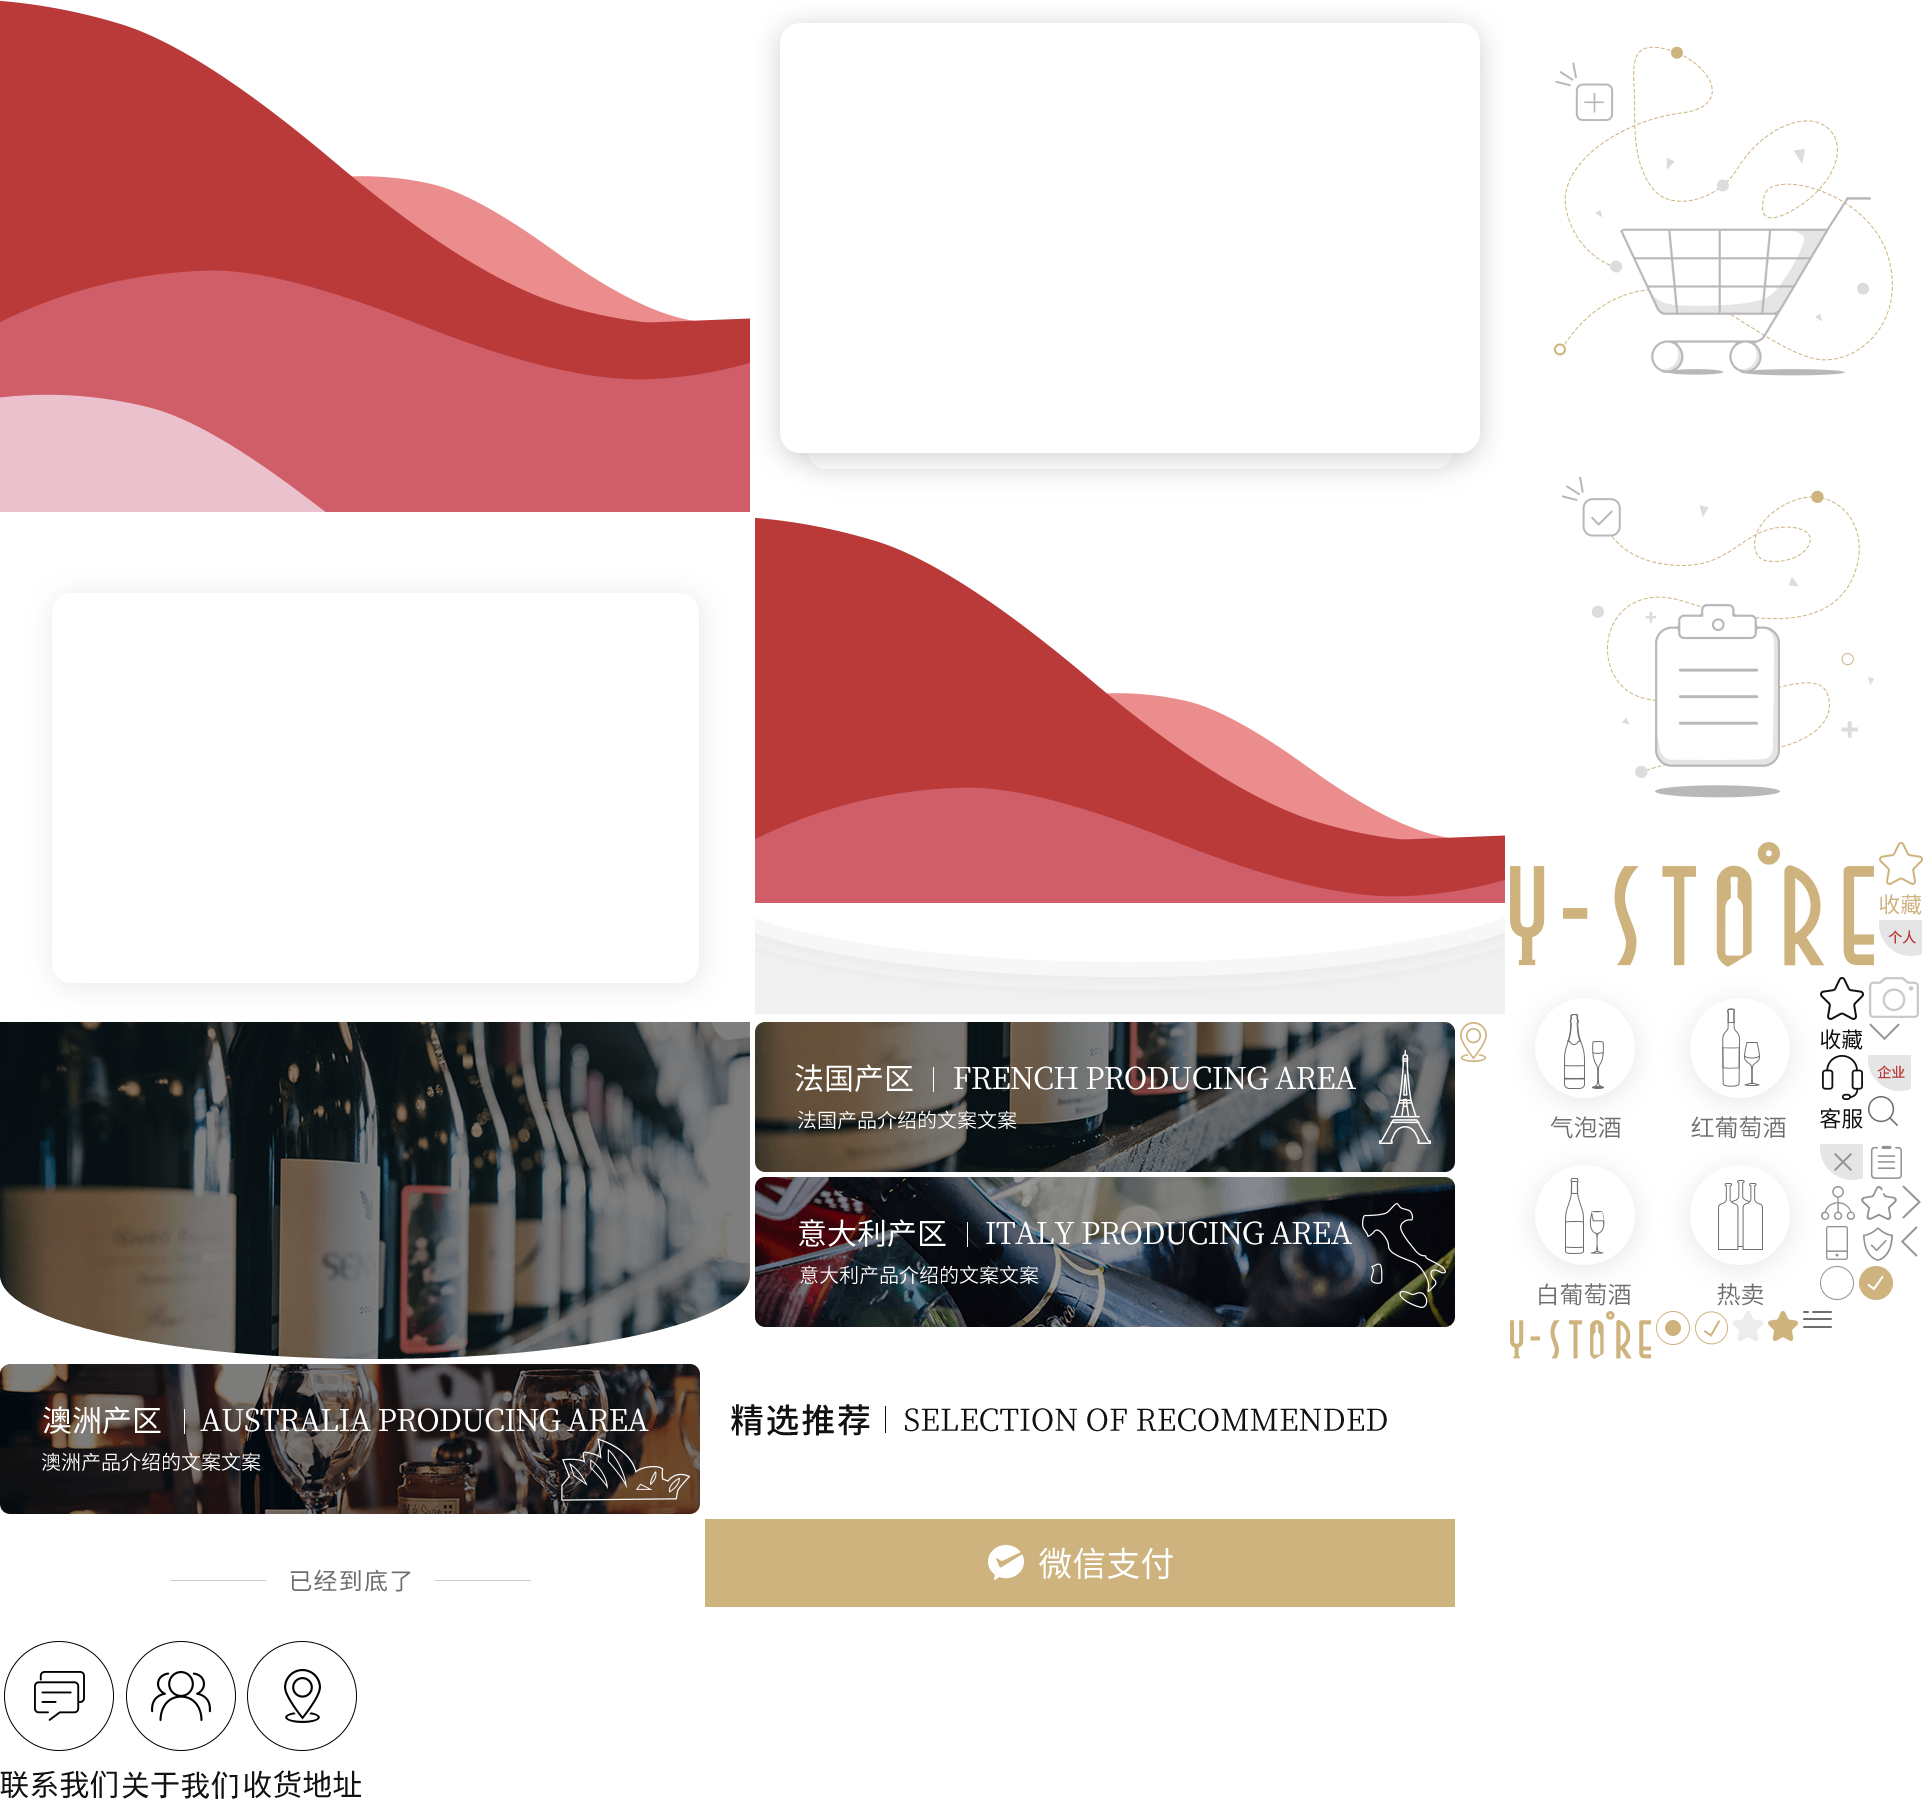 Y-STORE
收藏
个人
收藏
企业
客服
气泡酒
红葡萄酒
白葡萄酒
热卖
Y-STORE
法国产区 | FRENCH PRODUCING AREA
法国产品介绍的文案文案
意大利产区 | ITALY PRODUCING AREA
意大利产品介绍的文案文案
澳洲产区 | AUSTRALIA PRODUCING AREA
澳洲产品介绍的文案文案
精选推荐 | SELECTION OF RECOMMENDED
微信支付
已经到底了
联系我们
关于我们
收货地址